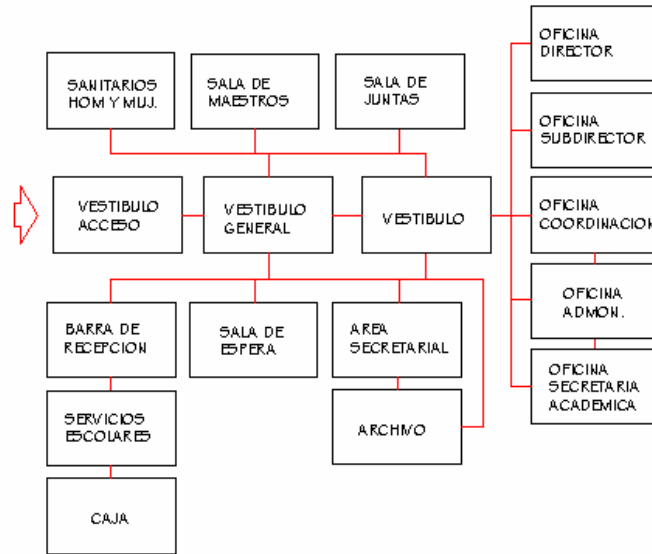 OFICINA
DIRECTOR
SANITARIOS
HOM Y MUJ.
SALA DE
MAESTROS
SALA DE
JUNTAS
OFICINA
SUBDIRECTOR
VESTIBULO
ACCESO
VESTIBULO
GENERAL
VESTIBULO
OFICINA
COORDINACION
OFICINA
ADMON.
BARRA DE
RECEPCION
SALA DE
ESPERA
AREA
SECRETARIAL
OFICINA
SECRETARIA
ACADEMICA
SERVICIOS
ESCOLARES
ARCHIVO
CAJA